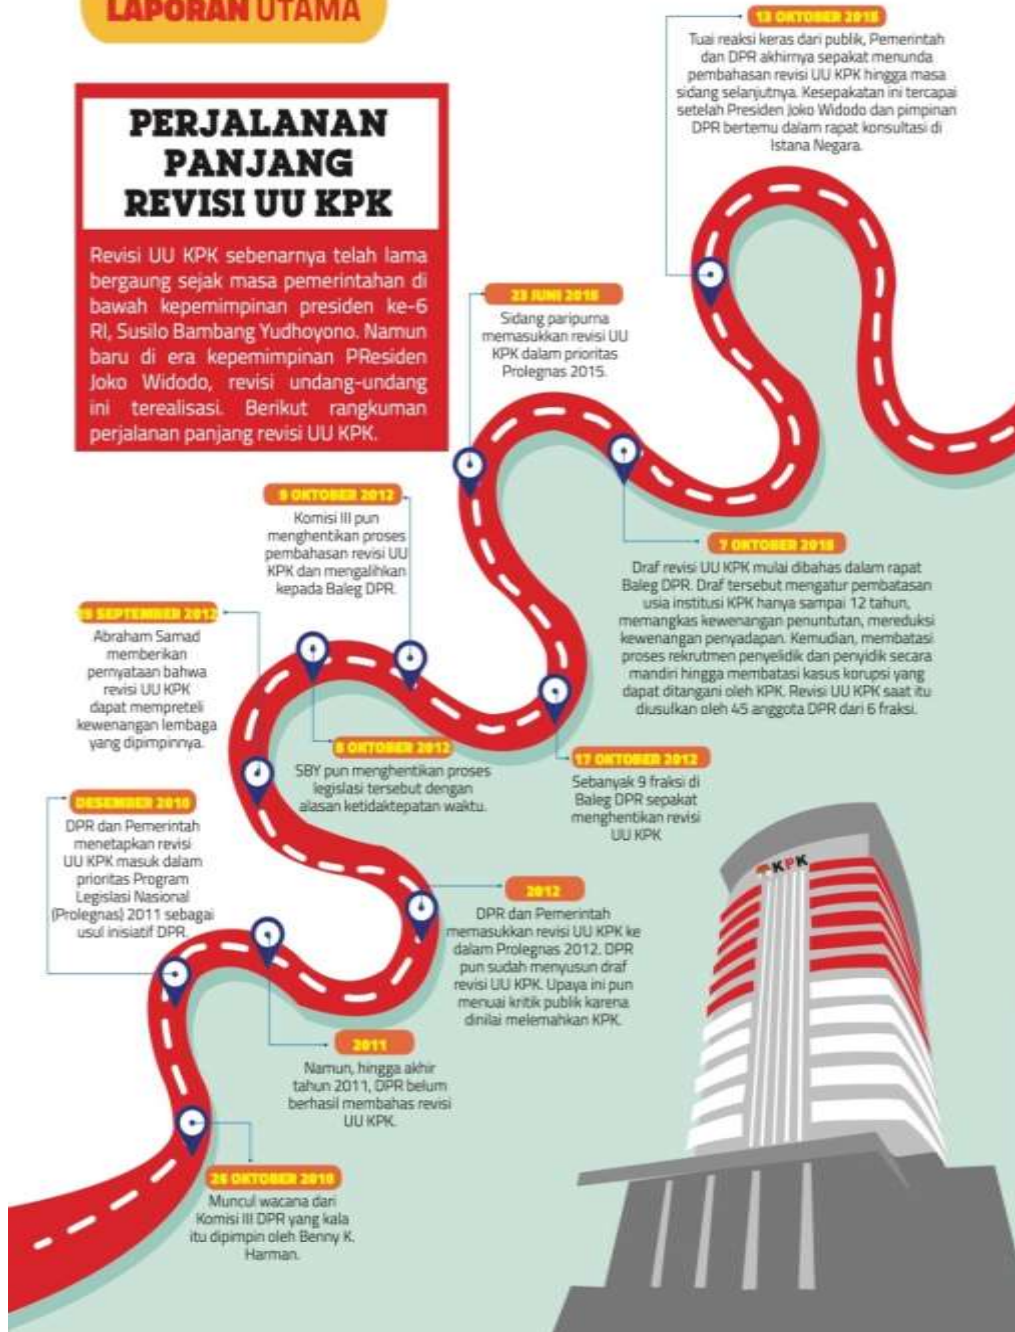 LAPORAN UTAMA
PERJALANAN
PANJANG
REVISI UU KPK
Revisi UU KPK sebenarnya telah lama
bergaung sejak masa pemerintahan di
bawah kepemimpinan presiden ke-6
RI, Susilo Bambang Yudhoyono. Namun
baru di era kepemimpinan PResiden
Joko Widodo, revisi undang-undang
ini terealisasi. Berikut rangkuman
perjalanan panjang revisi UU KPK.
13 OKTOBER 2015
Tuai reaksi keras dari publik, Pemerintah
dan DPR akhirnya sepakat menunda
pembahasan revisi UU KPK hingga masa
sidang selanjutnya. Kesepakatan ini tercapai
setelah Presiden Joko Widodo dan pimpinan
DPR bertemu dalam rapat konsultasi di
Istana Negara.
23 JUNI 2015
Sidang paripurna
memasukkan revisi UU
KPK dalam prioritas
Prolegnas 2015.
7 OKTOBER 2015
Draf revisi UU KPK mulai dibahas dalam rapat
Baleg DPR. Draf tersebut mengatur pembatasan
usia institusi KPK hanya sampai 12 tahun,
memangkas kewenangan penuntutan, mereduksi
kewenangan penyadapan. Kemudian, membatasi
proses rekrutmen penyelidik dan penyidik secara
mandiri hingga membatasi kasus korupsi yang
dapat ditangani oleh KPK. Revisi UU KPK saat itu
diusulkan oleh 45 anggota DPR dari 6 fraksi.
9 OKTOBER 2012
Komisi III pun
menghentikan proses
pembahasan revisi UU
KPK dan mengalihkan
kepada Baleg DPR.
SEPTEMBER 2012
Abraham Samad
memberikan
pernyataan bahwa
revisi UU KPK
dapat mempreteli
kewenangan lembaga
yang dipimpinnya.
8 OKTOBER 2012
SBY pun menghentikan proses
legislasi tersebut dengan
alasan ketidaktepatan waktu.
17 OKTOBER 2012
Sebanyak 9 fraksi di
Baleg DPR sepakat
menghentikan revisi
UU KPK
DESEMBER 2010
DPR dan Pemerintah
menetapkan revisi
UU KPK masuk dalam
prioritas Program
Legislasi Nasional
(Prolegnas) 2011 sebagai
usul inisiatif DPR.
2012
DPR dan Pemerintah
memasukkan revisi UU KPK ke
dalam Prolegnas 2012. DPR
pun sudah menyusun draf
revisi UU KPK. Upaya ini pun
menuai kritik publik karena
dinilai melemahkan KPK.
2011
Namun, hingga akhir
tahun 2011, DPR belum
berhasil membahas revisi
UU KPK.
26 OKTOBER 2010
Muncul wacana dari
Komisi III DPR yang kala
itu dipimpin oleh Benny K.
Harman.
KPK